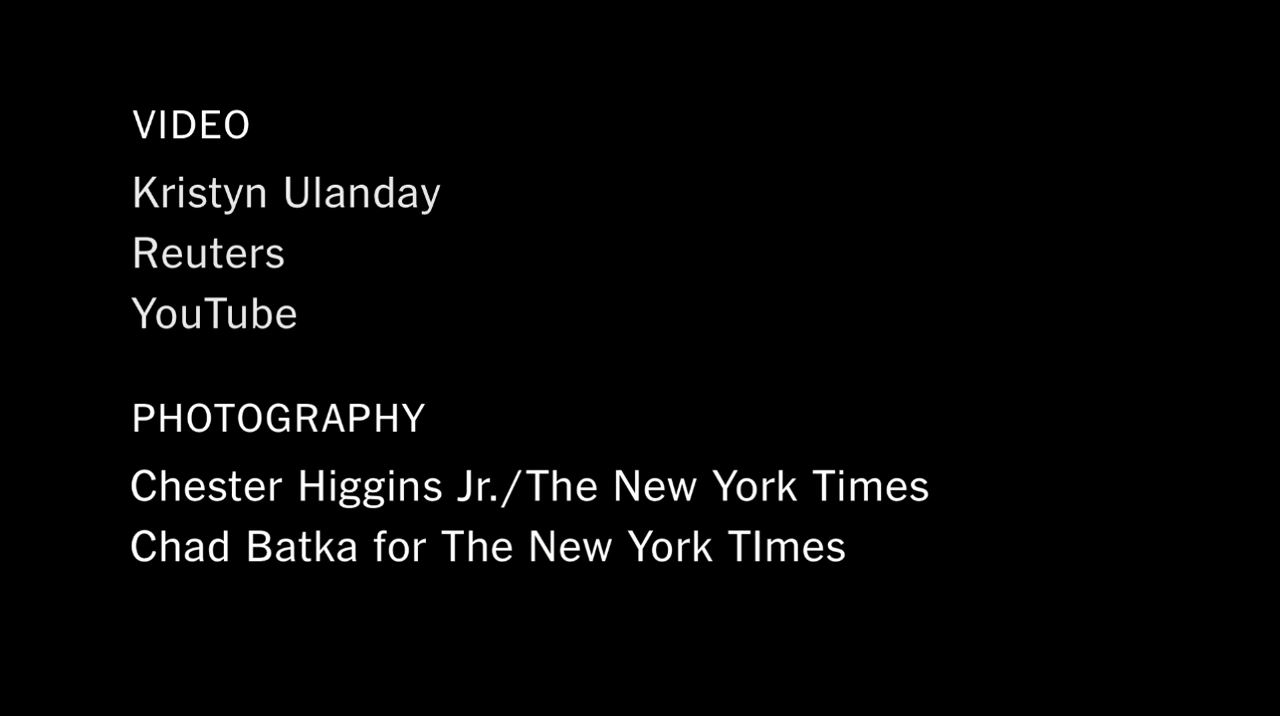 VIDEO
Kristyn Ulanday
Reuters
YouTube
PHOTOGRAPHY
Chester Higgins Jr./The New York Times
Chad Batka for The New York TImes